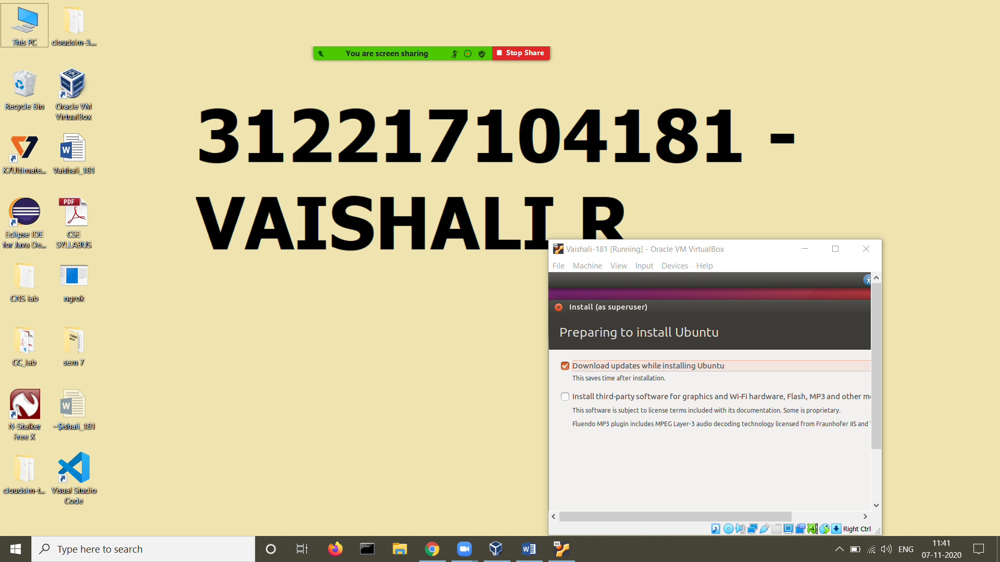 This PC
cloudsim-3....
Recycle Bin
Oracle VM
VirtualBox
K7Ultimate...
Vaishali_181
Eclipse IDE
for Java De...
PDF
CSE
SYLLABUS
CNS lab
ngrok
CC_lab
sem 7
N-Stalker
Free X
~$ishali_181
cloudsim-t...
Visual Studio
Code
You are screen sharing
Stop Share
312217104181 -
VAISHALI R
Vaishali-181 [Running] - Oracle VM VirtualBox
File Machine View Input Devices Help
Install (as superuser)
Preparing to install Ubuntu
Download updates while installing Ubuntu
This saves time after installation.
Install third-party software for graphics and Wi-Fi hardware, Flash, MP3 and other
This software is subject to license terms included with its documentation. Some is proprietary.
Fluendo MP3 plugin includes MPEG Layer-3 audio decoding technology licensed from Fraunhofer IIS and
Right Ctrl
Type here to search
64
ENG
11:41
07-11-2020